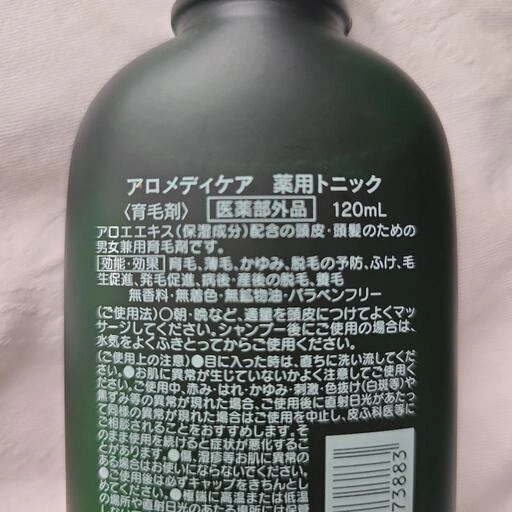 アロメディケア 薬用トニック
〈育毛剤〉 医薬部外品 120mL
アロエエキス(保湿成分)配合の頭皮・頭髪のための
男女兼用育毛剤です。
効能・効果 育毛、薄毛、かゆみ、脱毛の予防、ふけ、毛
生促進、発毛促進、病後・産後の脱毛、養毛
無香料・無着色・無鉱物油・パラベンフリー
〈ご使用法〉○朝・晩など、適量を頭皮につけてよくマッ
サージしてください。シャンプー後にご使用の場合は、
水気をよくふきとってからご使用ください。
〈ご使用上の注意〉●目に入った時は、直ちに洗い流してく
ださい。●お肌に異常が生じていないかよく注意してご使
用ください。ご使用中、赤み・はれ・かゆみ・刺激・色抜け(白斑等)や
黒ずみ等の異常が現れた場合、ご使用後に直射日光があたっ
て同様の異常が現れた場合は、ご使用を中止し、皮ふ科医等に
ご相談されることをおすすめします。そ
のまま使用を続けると症状が悪化するこ
とがあります。●傷、湿疹等お肌に異常の
ある場合はお使いにならないでください。
●ご使用後は必ずキャップをきちんとし
めてください。●極端に高温または低温
の場所や直射日光のあたる場所には保管
73883